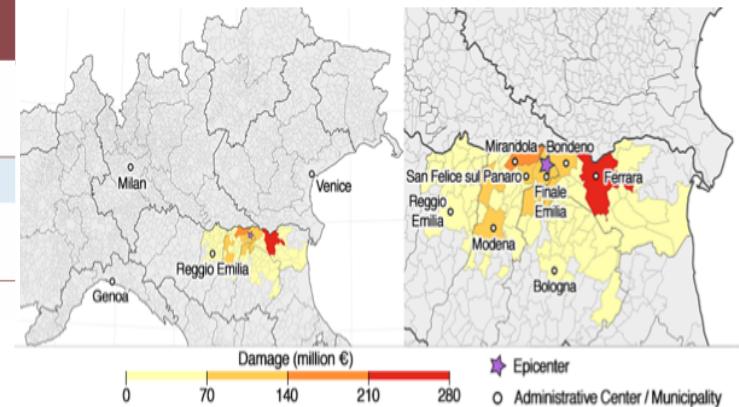 Milan
Venice
Reggio Emilia
Genoa
Mirandola
Bondeno
San Felice sul Panaro
Ferrara
Finale
Emilia
Reggio
Emilia
Modena
Bologna
Damage (million €)
0 70 140 210 280
Epicenter
Administrative Center / Municipality